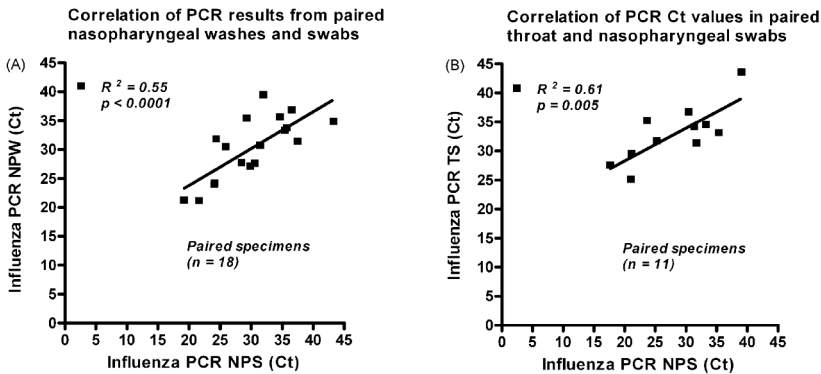 Correlation of PCR results from paired
nasopharyngeal washes and swabs
(A)
R 2 = 0.55
p < 0.0001
Paired specimens
(n = 18)
Influenza PCR NPW (Ct)
45
40
35
30
25
20
15
10
5
0
0 5 10 15 20 25 30 35 40 45
Influenza PCR NPS (Ct)
Correlation of PCR Ct values in paired
throat and nasopharyngeal swabs
(B)
R 2 = 0.61
p = 0.005
Paired specimens
(n = 11)
Influenza PCR TS (Ct)
45
40
35
30
25
20
15
10
5
0
0 5 10 15 20 25 30 35 40 45
Influenza PCR NPS (Ct)